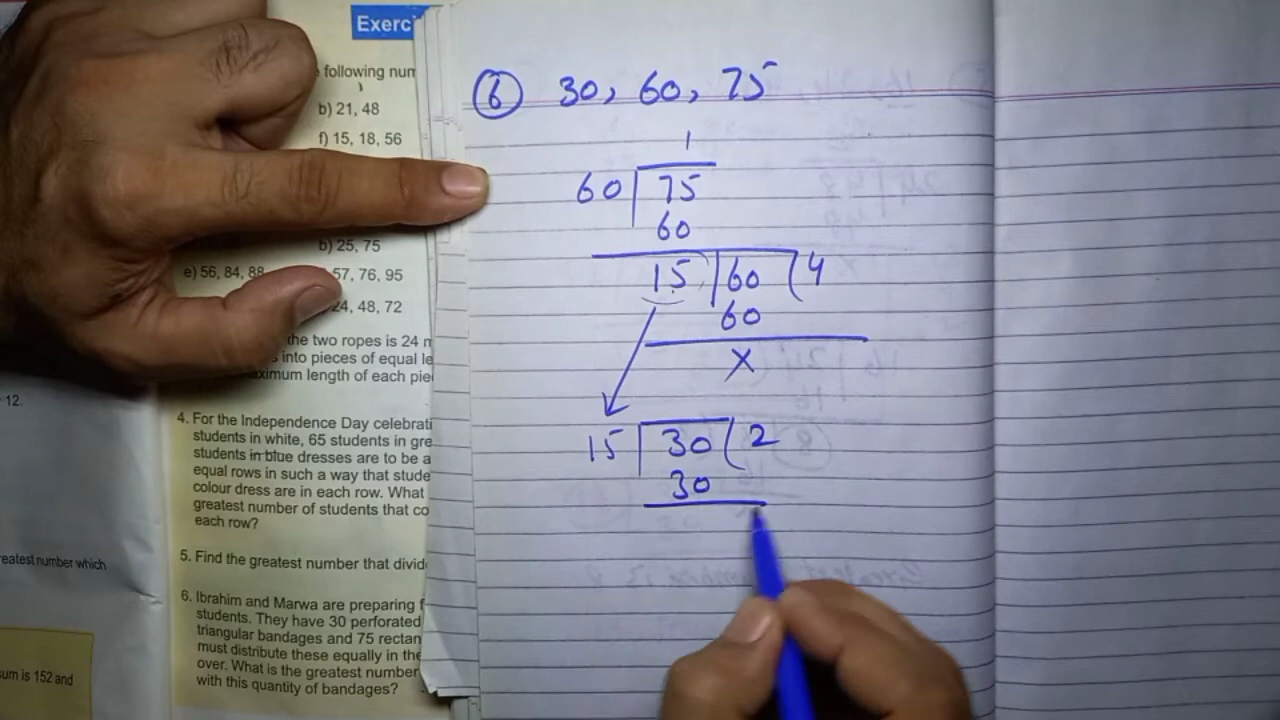 Exerc
following num
b) 21, 48
f) 15, 18, 56
b) 25, 75
e) 56, 84, 88
57, 76, 95
24, 48, 72
the two ropes is 24 m
into pieces of equal le
ximum length of each pie
12.
4. For the Independence Day celebrati
students in white, 65 students in gre
students in blue dresses are to be a
equal rows in such a way that stude
colour dress are in each row. What
greatest number of students that co
each row?
5. Find the greatest number that divid
eatest number which
6. Ibrahim and Marwa are preparing f
students. They have 30 perforated
triangular bandages and 75 rectan
must distribute these equally in the
over. What is the greatest number
with this quantity of bandages?
um is 152 and
6 30, 60, 75
1
60 75
60
15 60 4
60
X
15 30 2
30